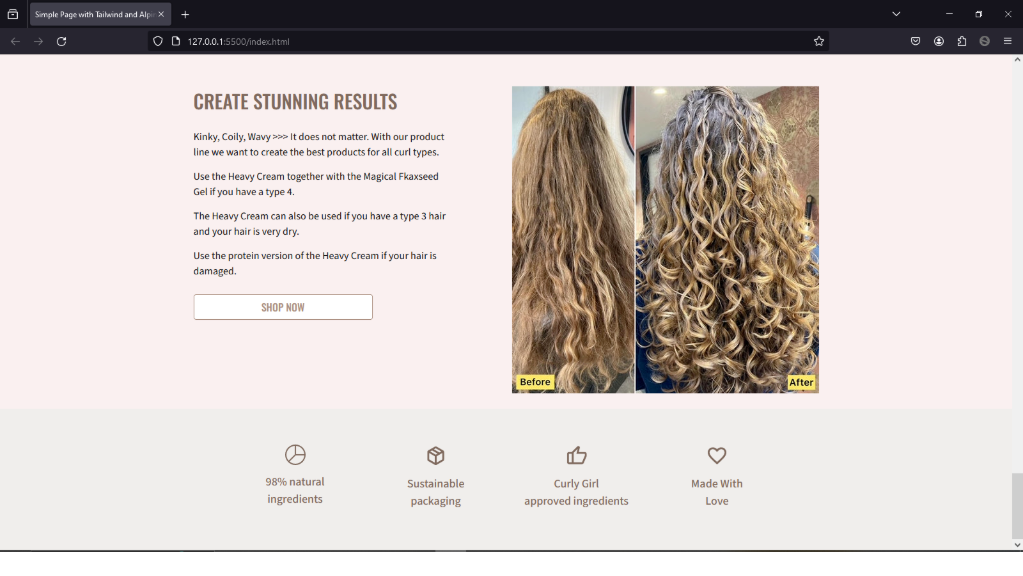 Simple Page with Tailwind and Alpi
127.0.0.1:5500/index.html
CREATE STUNNING RESULTS
Kinky, Coily, Wavy >>> It does not matter. With our product
line we want to create the best products for all curl types.
Use the Heavy Cream together with the Magical Fkaxseed
Gel if you have a type 4.
The Heavy Cream can also be used if you have a type 3 hair
and your hair is very dry.
Use the protein version of the Heavy Cream if your hair is
damaged.
SHOP NOW
Before
After
98% natural
ingredients
Sustainable
packaging
Curly Girl
approved ingredients
Made With
Love